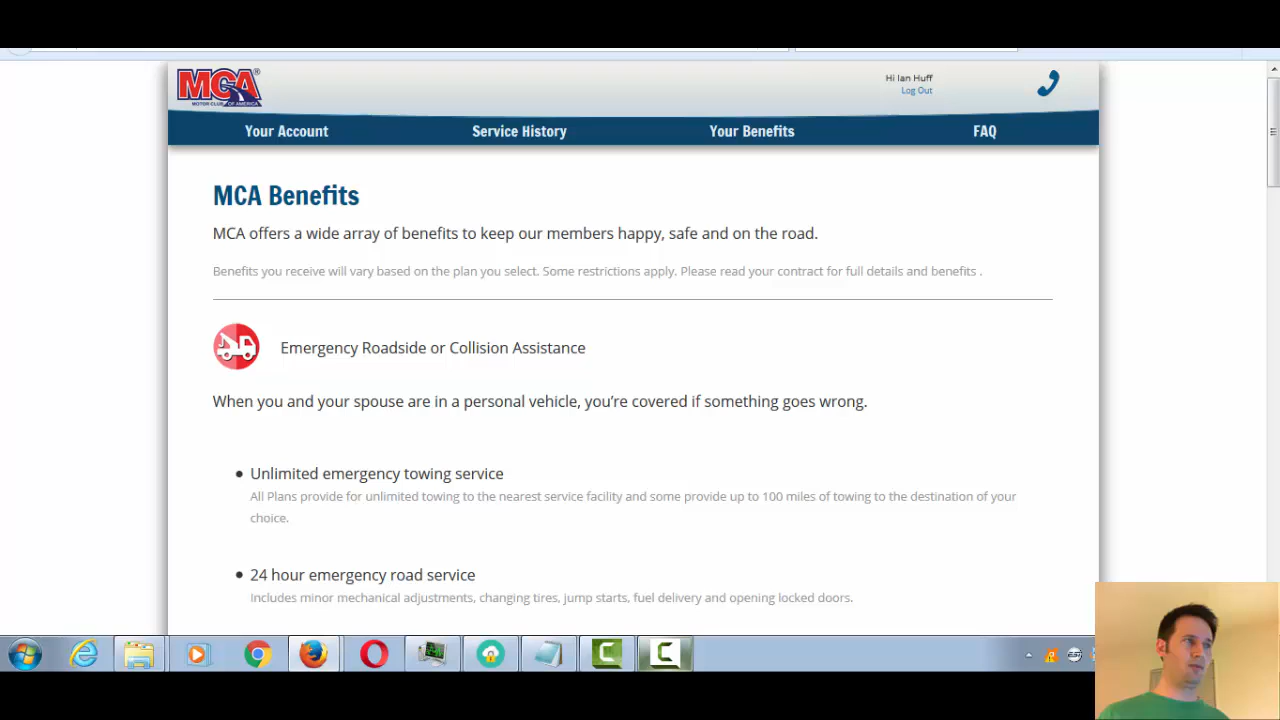 MCA®
MOTOR CLUB OF AMERICA
Hi Ian Huff
Log Out
Your Account Service History Your Benefits FAQ
MCA Benefits
MCA offers a wide array of benefits to keep our members happy, safe and on the road.
Benefits you receive will vary based on the plan you select. Some restrictions apply. Please read your contract for full details and benefits .
Emergency Roadside or Collision Assistance
When you and your spouse are in a personal vehicle, you’re covered if something goes wrong.
Unlimited emergency towing service
All Plans provide for unlimited towing to the nearest service facility and some provide up to 100 miles of towing to the destination of your
choice.
24 hour emergency road service
Includes minor mechanical adjustments, changing tires, jump starts, fuel delivery and opening locked doors.